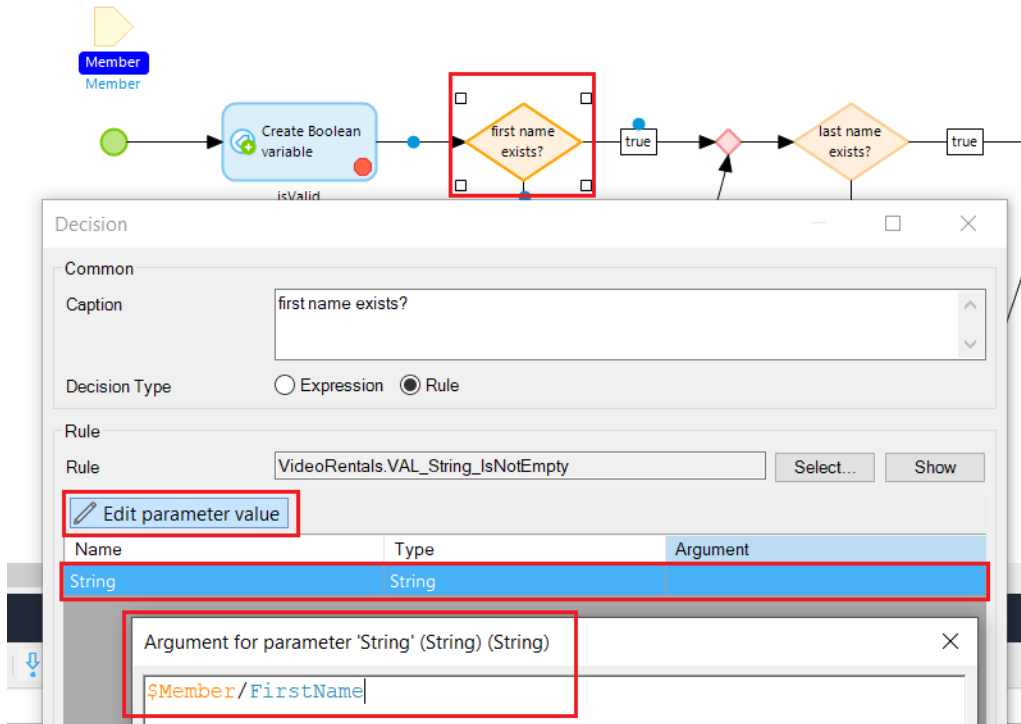 Member
Member
Create Boolean
variable
isValid
first name
exists?
true
last name
exists?
true
Decision
Common
Caption
first name exists?
Decision Type
Expression
Rule
Rule
Rule
VideoRentals.VAL_String_IsNotEmpty
Select...
Show
Edit parameter value
Name
Type
Argument
String
String
Argument for parameter 'String' (String) (String)
$Member/FirstName